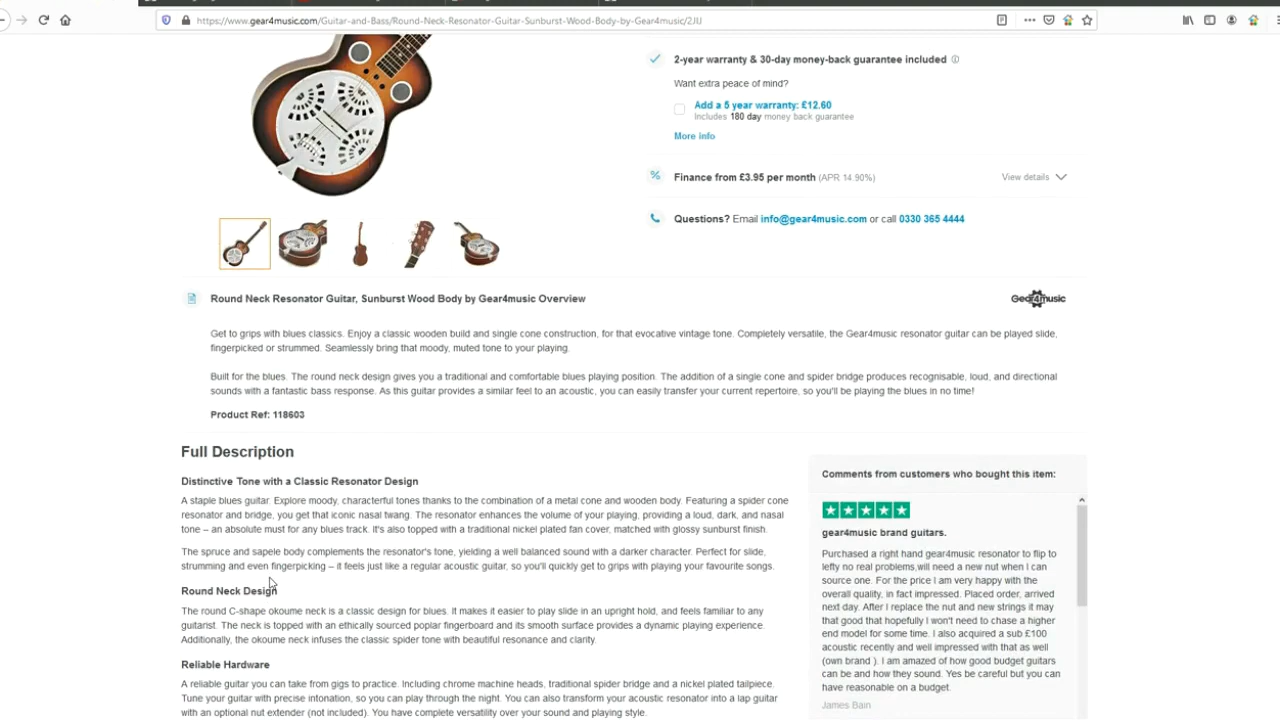 https://www.gear4music.com/Guitar-and-Bass/Round-Neck-Resonator-Guitar-Sunburst-Wood-Body-by-Gear4music/2JIJ
2-year warranty & 30-day money-back guarantee included
Want extra peace of mind?
Add a 5 year warranty: £12.60
Includes 180 day money back guarantee
More info
Finance from £3.95 per month (APR 14.90%)
View details
Questions? Email info@gear4music.com or call 0330 365 4444
Round Neck Resonator Guitar, Sunburst Wood Body by Gear4music Overview
Gear4music
Get to grips with blues classics. Enjoy a classic wooden build and single cone construction, for that evocative vintage tone. Completely versatile, the Gear4music resonator guitar can be played slide,
fingerpicked or strummed. Seamlessly bring that moody, muted tone to your playing.
Built for the blues. The round neck design gives you a traditional and comfortable blues playing position. The addition of a single cone and spider bridge produces recognisable, loud, and directional
sounds with a fantastic bass response. As this guitar provides a similar feel to an acoustic, you can easily transfer your current repertoire, so you'll be playing the blues in no time!
Product Ref: 118603
Full Description
Distinctive Tone with a Classic Resonator Design
A staple blues guitar. Explore moody, characterful tones thanks to the combination of a metal cone and wooden body. Featuring a spider cone
resonator and bridge, you get that iconic nasal twang. The resonator enhances the volume of your playing, providing a loud, dark, and nasal
tone – an absolute must for any blues track. It's also topped with a traditional nickel plated fan cover, matched with glossy sunburst finish.
The spruce and sapele body complements the resonator's tone, yielding a well balanced sound with a darker character. Perfect for slide,
strumming and even fingerpicking – it feels just like a regular acoustic guitar, so you'll quickly get to grips with playing your favourite songs.
Round Neck Design
The round C-shape okoume neck is a classic design for blues. It makes it easier to play slide in an upright hold, and feels familiar to any
guitarist. The neck is topped with an ethically sourced poplar fingerboard and its smooth surface provides a dynamic playing experience.
Additionally, the okoume neck infuses the classic spider tone with beautiful resonance and clarity.
Reliable Hardware
A reliable guitar you can take from gigs to practice. Including chrome machine heads, traditional spider bridge and a nickel plated tailpiece.
Tune your guitar with precise intonation, so you can play through the night. You can also transform your acoustic resonator into a lap guitar
with an optional nut extender (not included). You have complete versatility over your sound and playing style.
Comments from customers who bought this item:
gear4music brand guitars.
Purchased a right hand gear4music resonator to flip to
lefty no real problems,will need a new nut when I can
source one. For the price I am very happy with the
overall quality, in fact impressed. Placed order, arrived
next day. After I replace the nut and new strings it may
that good that hopefully I won't need to chase a higher
end model for some time. I also acquired a sub £100
acoustic recently and well impressed with that as well
(own brand ). I am amazed of how good budget guitars
can be and how they sound. Yes be careful but you can
have reasonable on a budget.
James Bain